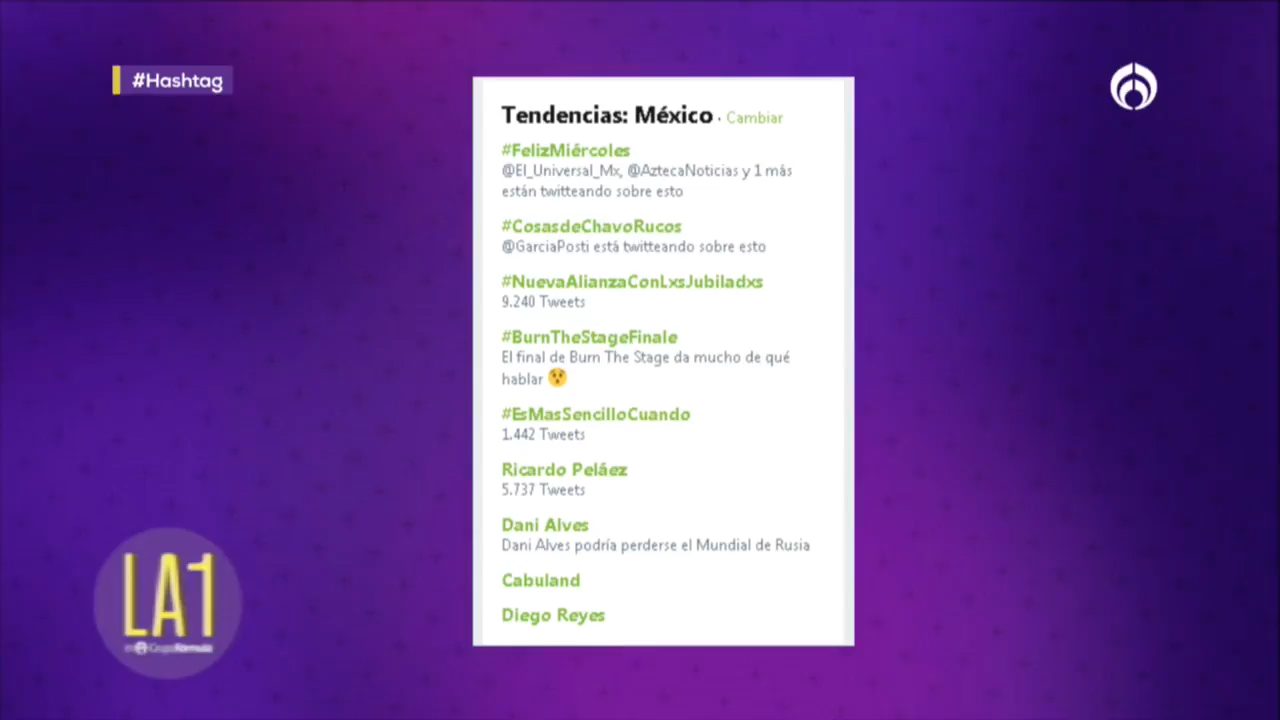 #Hashtag
Tendencias: México · Cambiar
#FelizMiércoles
@El_Universal_Mx, @AztecaNoticias y 1 más
están twitteando sobre esto
#CosasdeChavoRucos
@GarciaPosti está twitteando sobre esto
#NuevaAlianzaConLxsJubiladxs
9.240 Tweets
#BurnTheStageFinale
El final de Burn The Stage da mucho de qué
hablar 😯
#EsMasSencilloCuando
1.442 Tweets
Ricardo Peláez
5.737 Tweets
Dani Alves
Dani Alves podría perderse el Mundial de Rusia
Cabuland
Diego Reyes
LA1
en GrupoFórmula